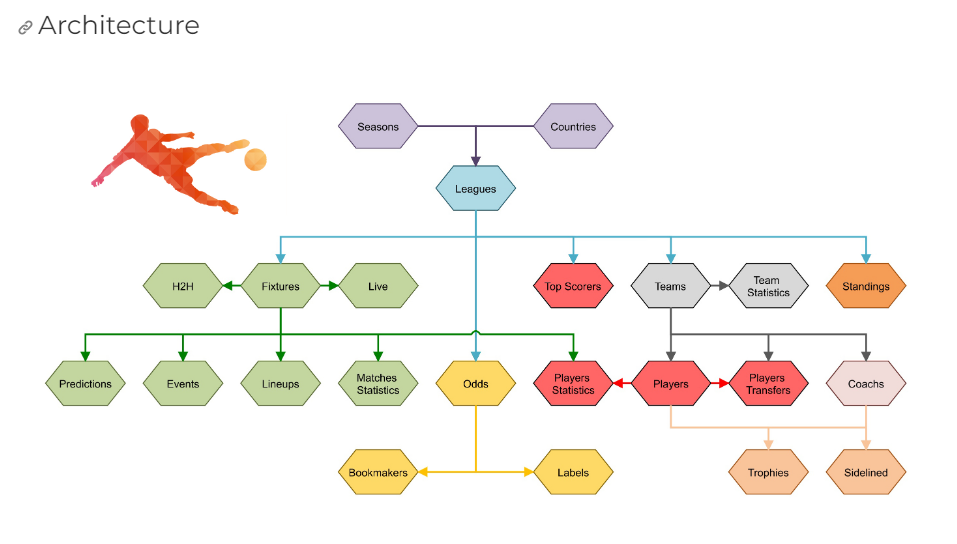 Architecture
Seasons
Countries
Leagues
H2H
Fixtures
Live
Top Scorers
Teams
Team
Statistics
Standings
Predictions
Events
Lineups
Matches
Statistics
Odds
Players
Statistics
Players
Players
Transfers
Coachs
Bookmakers
Labels
Trophies
Sidelined